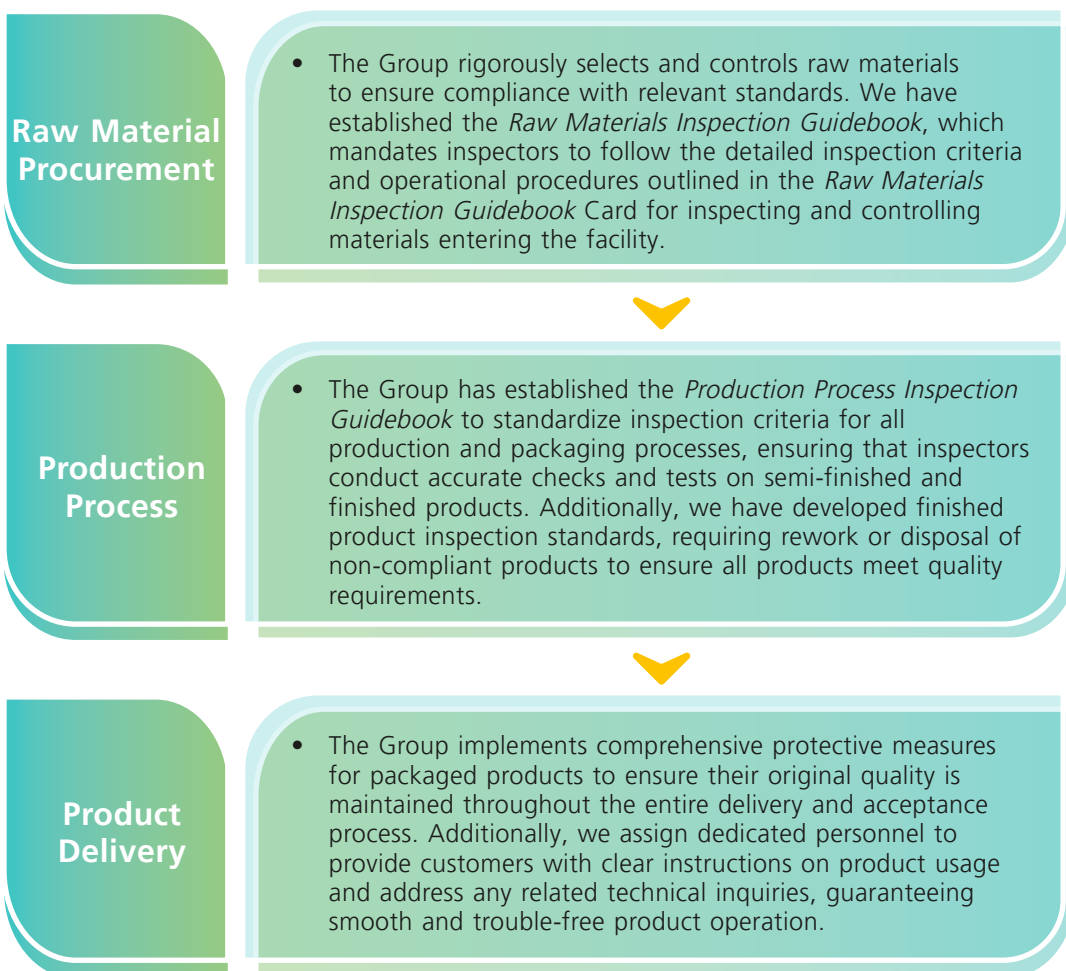 Raw Material
Procurement
• The Group rigorously selects and controls raw materials
to ensure compliance with relevant standards. We have
established the Raw Materials Inspection Guidebook, which
mandates inspectors to follow the detailed inspection criteria
and operational procedures outlined in the Raw Materials
Inspection Guidebook Card for inspecting and controlling
materials entering the facility.
Production
Process
• The Group has established the Production Process Inspection
Guidebook to standardize inspection criteria for all
production and packaging processes, ensuring that inspectors
conduct accurate checks and tests on semi-finished and
finished products. Additionally, we have developed finished
product inspection standards, requiring rework or disposal of
non-compliant products to ensure all products meet quality
requirements.
Product
Delivery
• The Group implements comprehensive protective measures
for packaged products to ensure their original quality is
maintained throughout the entire delivery and acceptance
process. Additionally, we assign dedicated personnel to
provide customers with clear instructions on product usage
and address any related technical inquiries, guaranteeing
smooth and trouble-free product operation.